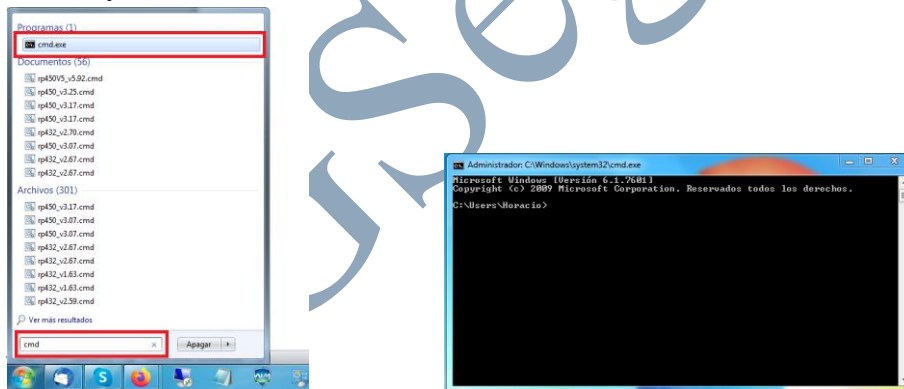 Programas (1)
cmd.exe
Documentos (56)
rp450V5_v5.92.cmd
rp450_v3.25.cmd
rp450_v3.17.cmd
rp450_v3.17.cmd
rp432_v2.70.cmd
rp450_v3.07.cmd
rp432_v2.67.cmd
rp432_v2.67.cmd
Archivos (301)
rp450_v3.17.cmd
rp450_v3.07.cmd
rp450_v3.07.cmd
rp432_v2.67.cmd
rp432_v2.67.cmd
rp432_v1.63.cmd
rp432_v1.63.cmd
rp432_v2.59.cmd
Ver más resultados
cmd
Apagar
Administrador: C:\Windows\system32\cmd.exe
Microsoft Windows [Versión 6.1.7601]
Copyright (c) 2009 Microsoft Corporation. Reservados todos los derechos.
C:\Users\Horacio>